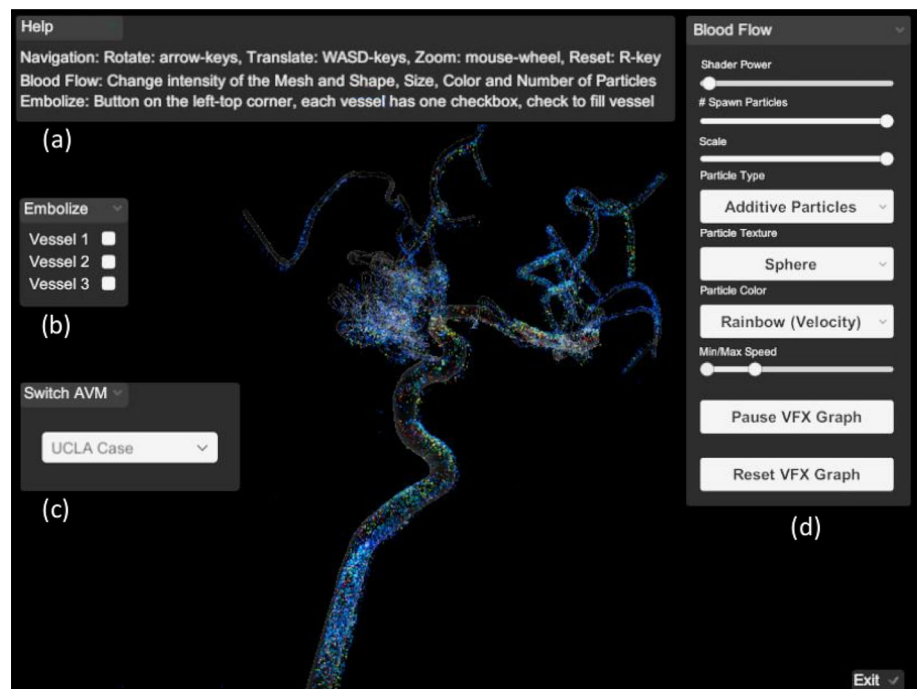 Help
Navigation: Rotate: arrow-keys, Translate: WASD-keys, Zoom: mouse-wheel, Reset: R-key
Blood Flow: Change intensity of the Mesh and Shape, Size, Color and Number of Particles
Embolize: Button on the left-top corner, each vessel has one checkbox, check to fill vessel
(a)
Embolize
Vessel 1
Vessel 2
Vessel 3
(b)
Switch AVM
UCLA Case
(c)
Blood Flow
Shader Power
# Spawn Particles
Scale
Particle Type
Additive Particles
Particle Texture
Sphere
Particle Color
Rainbow (Velocity)
Min/Max Speed
Pause VFX Graph
Reset VFX Graph
(d)
Exit